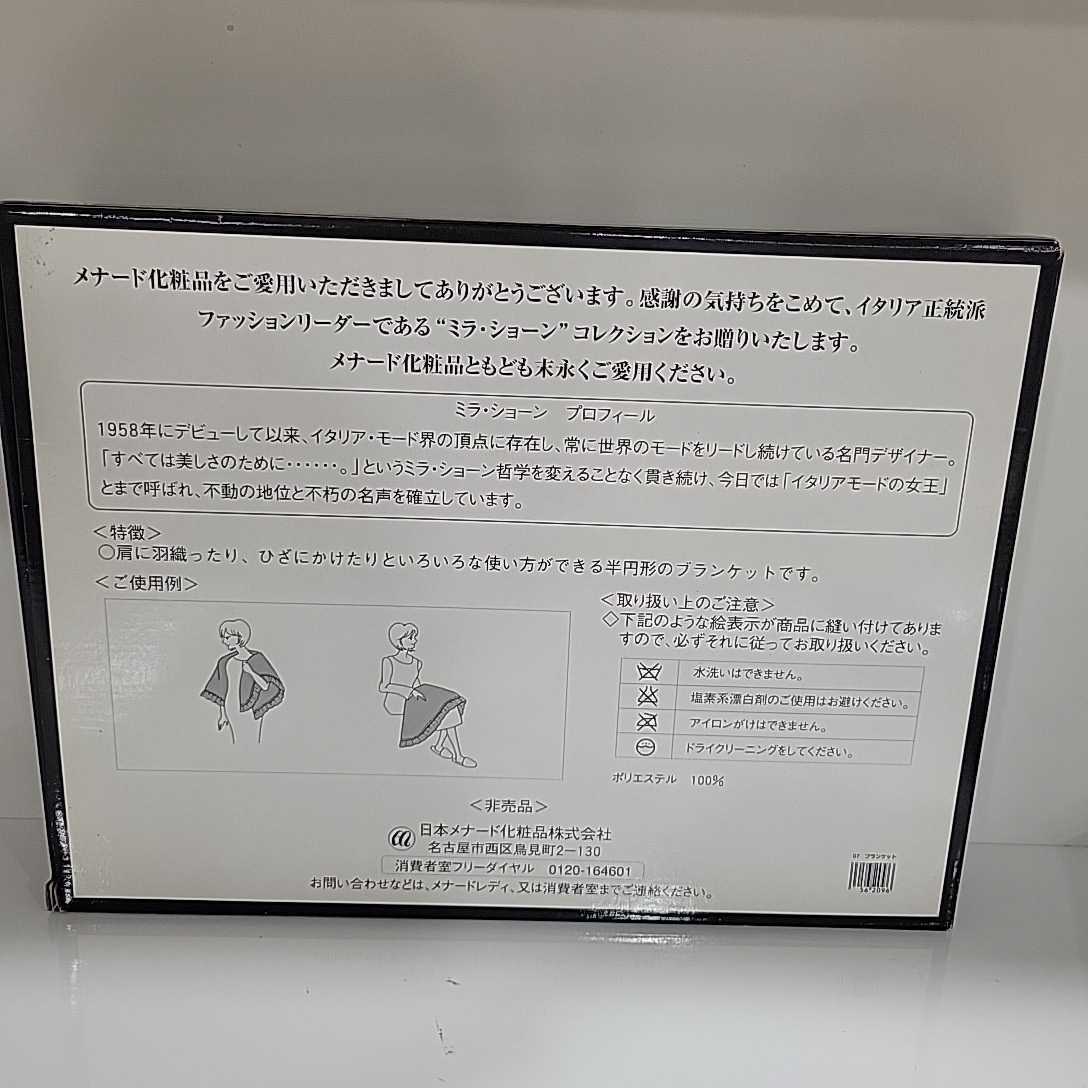 メナード化粧品をご愛用いただきましてありがとうございます。感謝の気持ちをこめて、イタリア正統派
ファッションリーダーである“ミラ・ショーン”コレクションをお贈りいたします。
メナード化粧品ともども末永くご愛用ください。
ミラ・ショーン　プロフィール
1958年にデビューして以来、イタリア・モード界の頂点に存在し、常に世界のモードをリードし続けている名門デザイナー。
「すべては美しさのために……。」というミラ・ショーン哲学を変えることなく貫き続け、今日では「イタリアモードの女王」
とまで呼ばれ、不動の地位と不朽の名声を確立しています。
＜特徴＞
○肩に羽織ったり、ひざにかけたりといろいろな使い方ができる半円形のブランケットです。
＜ご使用例＞
＜取り扱い上のご注意＞
◇下記のような絵表示が商品に縫い付けてありま
すので、必ずそれに従ってお取り扱いください。
水洗いはできません。
塩素系漂白剤のご使用はお避けください。
アイロンがけはできません。
ドライクリーニングをしてください。
ポリエステル　100％
＜非売品＞
日本メナード化粧品株式会社
名古屋市西区鳥見町2－130
消費者室フリーダイヤル　0120-164601
お問い合わせなどは、メナードレディ、又は消費者室までご連絡ください。
07 ブランケット